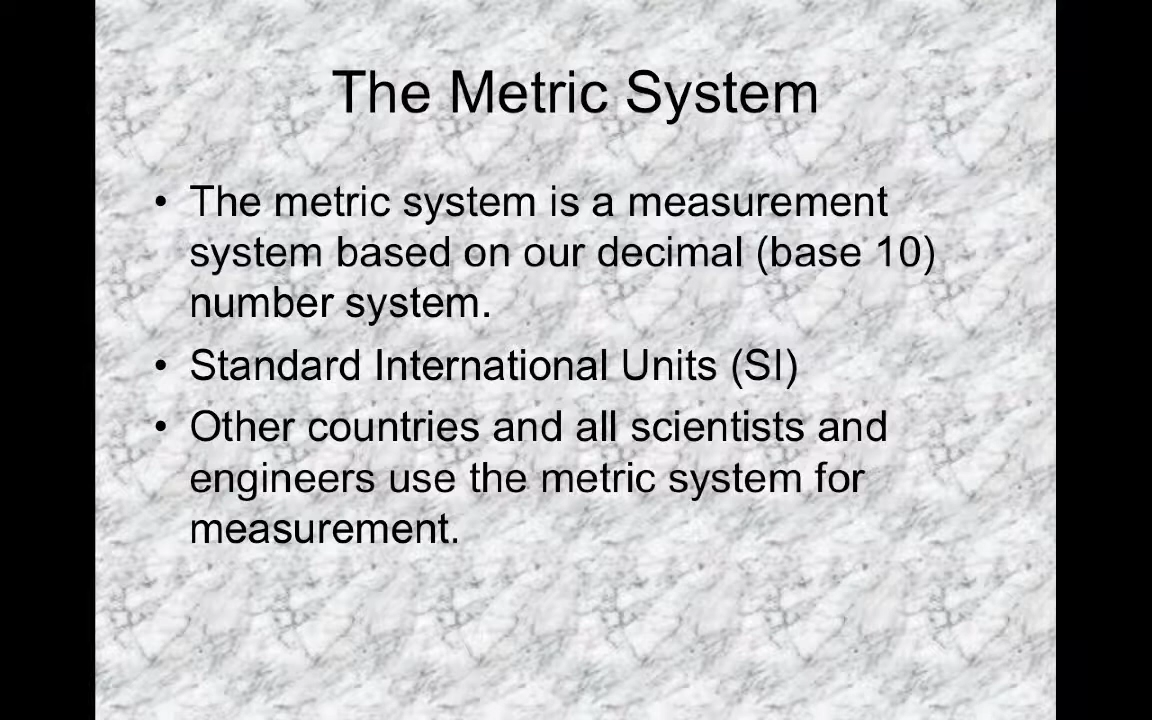 The Metric System
• The metric system is a measurement
system based on our decimal (base 10)
number system.
• Standard International Units (SI)
• Other countries and all scientists and
engineers use the metric system for
measurement.